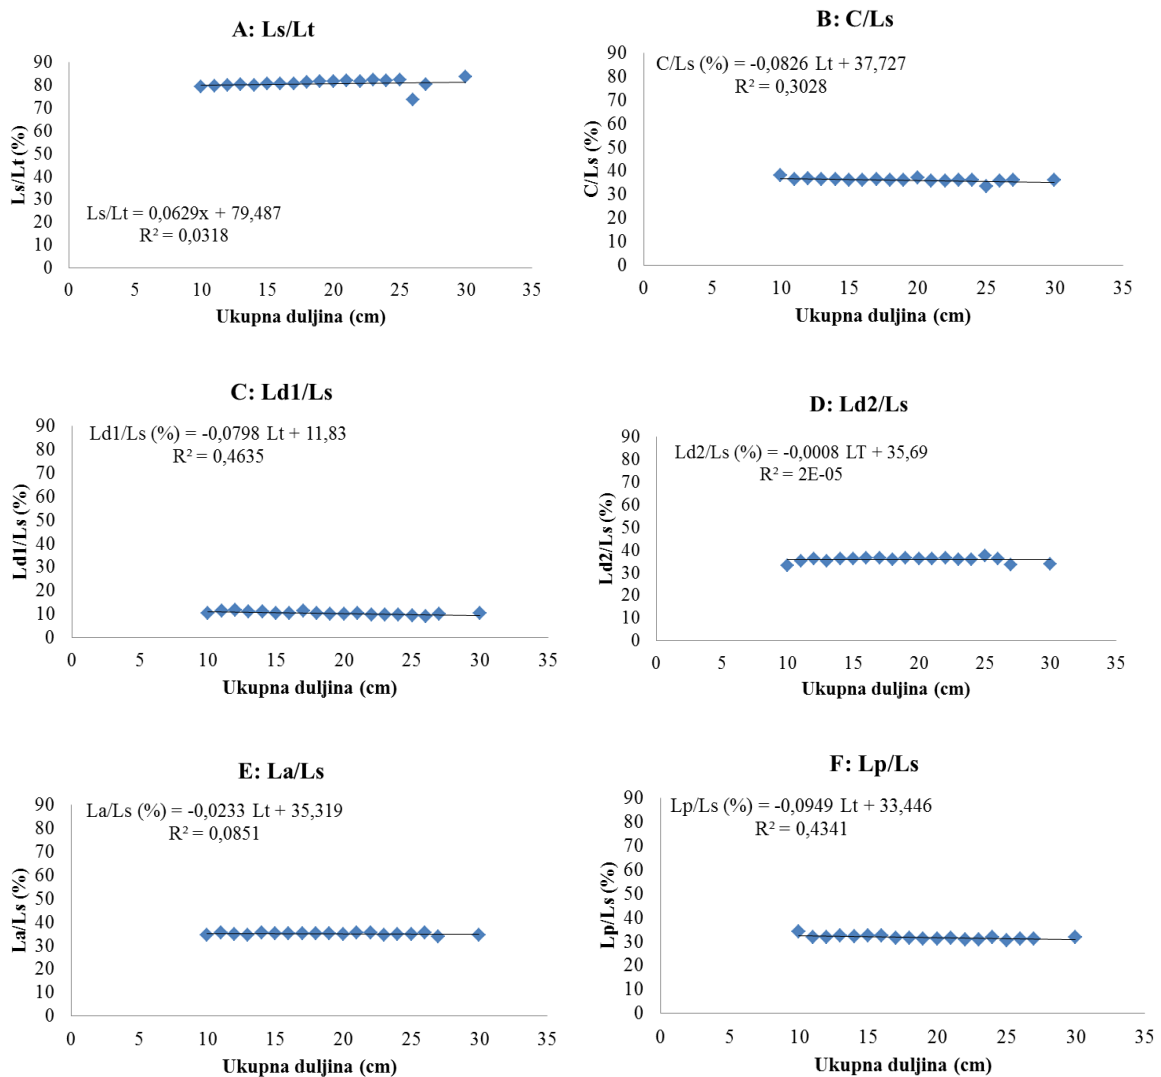 A: Ls/Lt
Ls/Lt (%)
90
80
70
60
50
40
30
20
10
0
Ls/Lt = 0,0629x + 79,487
R² = 0,0318
0 5 10 15 20 25 30 35
Ukupna duljina (cm)
B: C/Ls
C/Ls (%)
90
80
70
60
50
40
30
20
10
0
C/Ls (%) = -0,0826 Lt + 37,727
R² = 0,3028
0 5 10 15 20 25 30 35
Ukupna duljina (cm)
C: Ld1/Ls
Ld1/Ls (%)
90
80
70
60
50
40
30
20
10
0
Ld1/Ls (%) = -0,0798 Lt + 11,83
R² = 0,4635
0 5 10 15 20 25 30 35
Ukupna duljina (cm)
D: Ld2/Ls
Ld2/Ls (%)
90
80
70
60
50
40
30
20
10
0
Ld2/Ls (%) = -0,0008 LT + 35,69
R² = 2E-05
0 5 10 15 20 25 30 35
Ukupna duljina (cm)
E: La/Ls
La/Ls (%)
90
80
70
60
50
40
30
20
10
0
La/Ls (%) = -0,0233 Lt + 35,319
R² = 0,0851
0 5 10 15 20 25 30 35
Ukupna duljina (cm)
F: Lp/Ls
Lp/Ls (%)
90
80
70
60
50
40
30
20
10
0
Lp/Ls (%) = -0,0949 Lt + 33,446
R² = 0,4341
0 5 10 15 20 25 30 35
Ukupna duljina (cm)